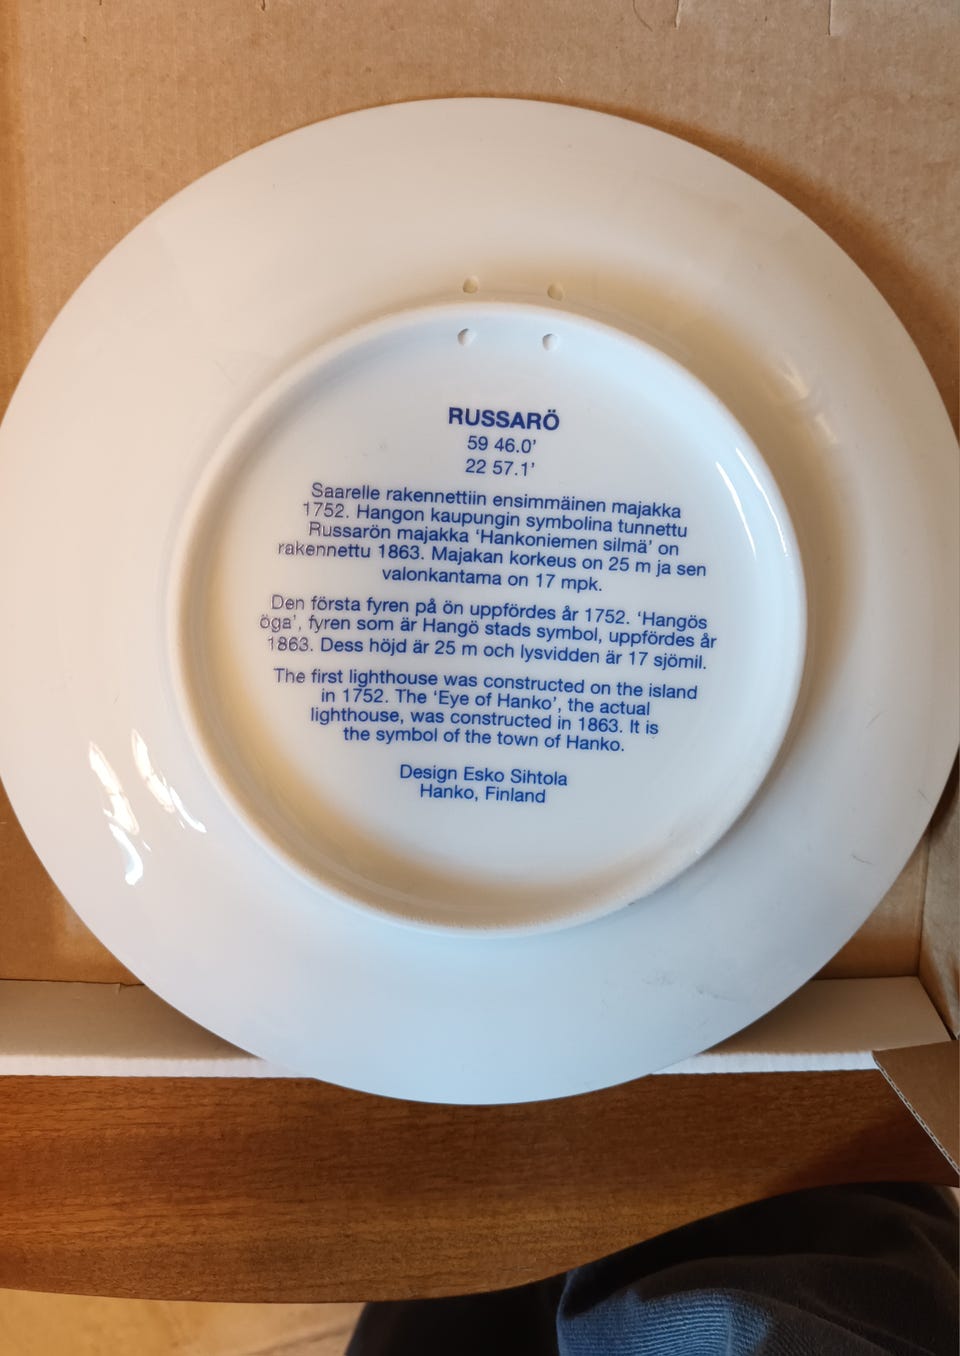 RUSSARÖ
59 46.0'
22 57.1'
Saarelle rakennettiin ensimmäinen majakka
1752. Hangon kaupungin symbolina tunnettu
Russarön majakka 'Hankoniemen silmä' on
rakennettu 1863. Majakan korkeus on 25 m ja sen
valonkantama on 17 mpk.
Den första fyren på ön uppfördes år 1752. 'Hangös
öga', fyren som är Hangö stads symbol, uppfördes år
1863. Dess höjd är 25 m och lysvidden är 17 sjömil.
The first lighthouse was constructed on the island
in 1752. The 'Eye of Hanko', the actual
lighthouse, was constructed in 1863. It is
the symbol of the town of Hanko.
Design Esko Sihtola
Hanko, Finland